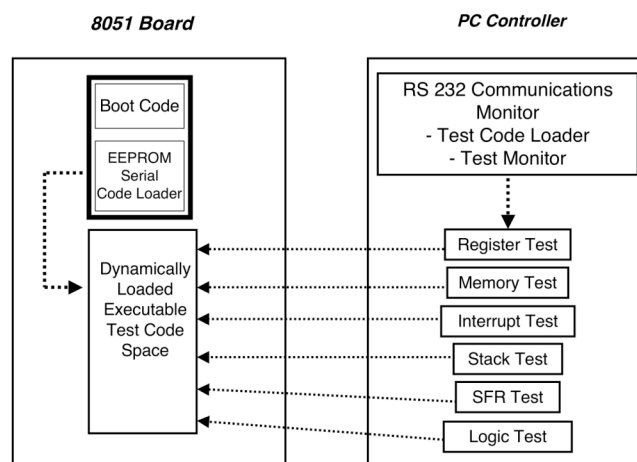 8051 Board
Boot Code
EEPROM
Serial
Code Loader
Dynamically
Loaded
Executable
Test Code
Space
PC Controller
RS 232 Communications
Monitor
- Test Code Loader
- Test Monitor
Register Test
Memory Test
Interrupt Test
Stack Test
SFR Test
Logic Test